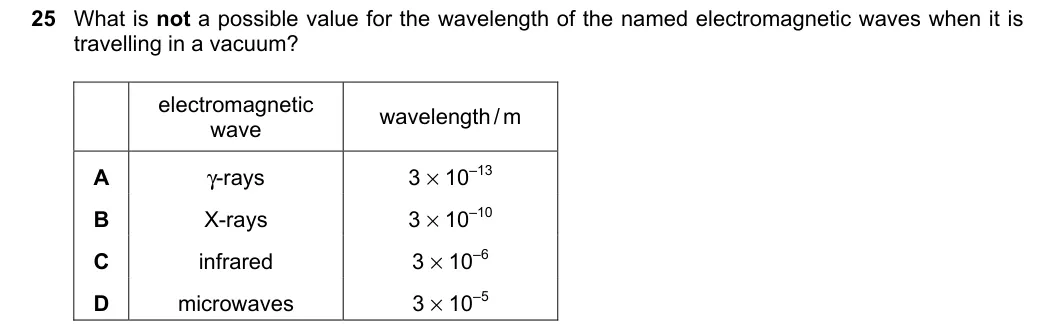 25 What is not a possible value for the wavelength of the named electromagnetic waves when it is
travelling in a vacuum?
electromagnetic
wave
wavelength / m
A γ-rays 3 × 10⁻¹³
B X-rays 3 × 10⁻¹⁰
C infrared 3 × 10⁻⁶
D microwaves 3 × 10⁻⁵